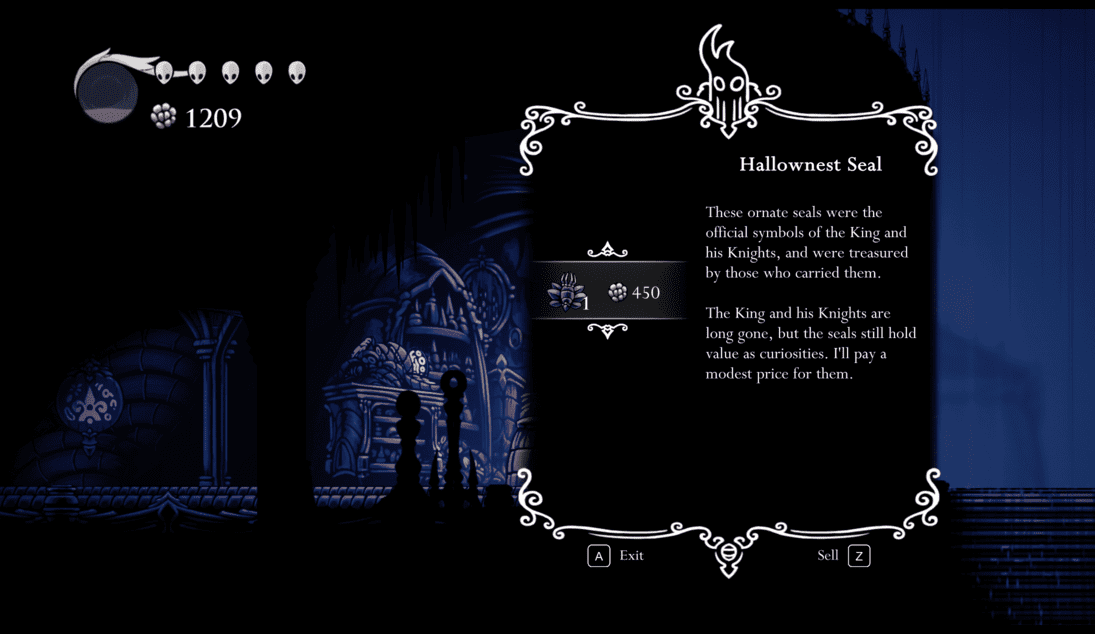 1209
Hallownest Seal
These ornate seals were the
official symbols of the King and
his Knights, and were treasured
by those who carried them.
1 450
The King and his Knights are
long gone, but the seals still hold
value as curiosities. I'll pay a
modest price for them.
A Exit
Sell Z